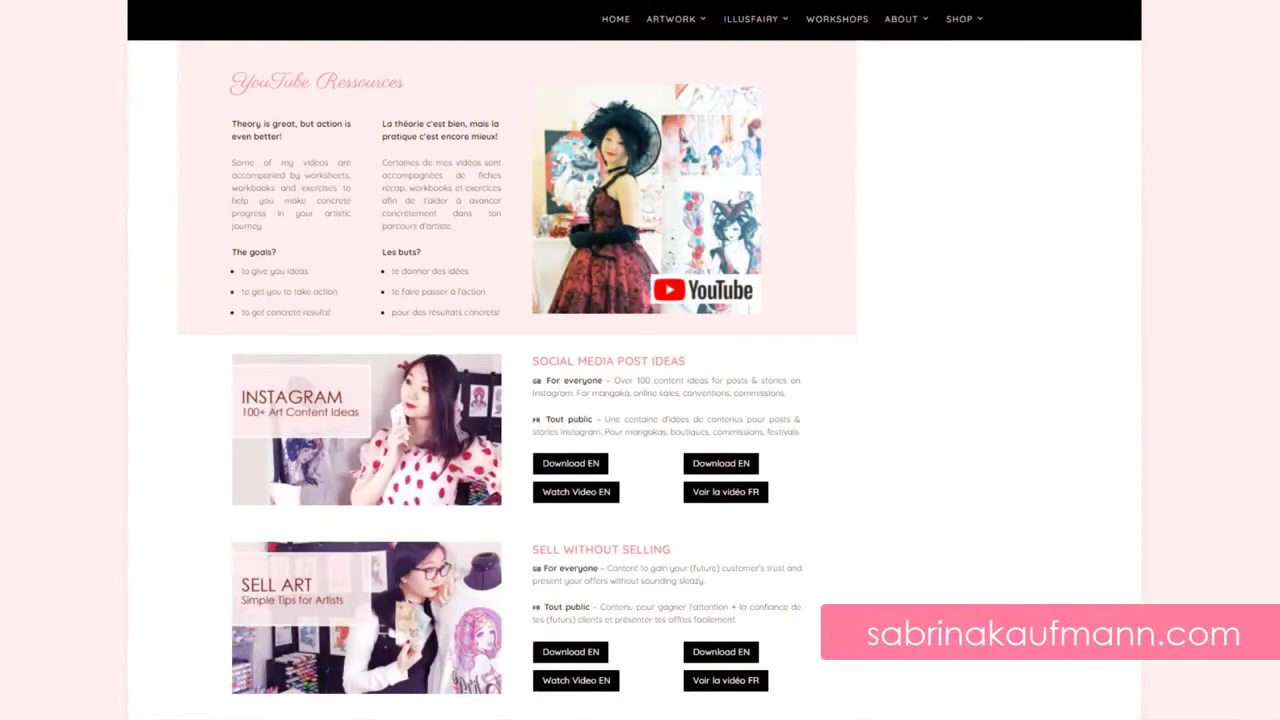 HOME ARTWORK ILLUSFAIRY WORKSHOPS ABOUT SHOP
YouTube Ressources
Theory is great, but action is
even better!
Some of my videos are
accompanied by worksheets,
workbooks and exercises to
help you make concrete
progress in your artistic
journey.
The goals?
to give you ideas
to get you to take action
to get concrete results!
La théorie c'est bien, mais la
pratique c'est encore mieux!
Certaines de mes vidéos sont
accompagnées de fiches
récap, workbooks et exercices
afin de t'aider à avancer
concrètement dans ton
parcours d'artiste.
Les buts?
te donner des idées
te faire passer à l'action
pour des résultats concrets!
YouTube
INSTAGRAM
100+ Art Content Ideas
SOCIAL MEDIA POST IDEAS
GB For everyone – Over 100 content ideas for posts & stories on
Instagram. For mangaka, online sales, conventions, commissions.
FR Tout public – Une centaine d'idées de contenus pour posts &
stories Instagram. Pour mangakas, boutiques, commissions, festivals.
Download EN
Download EN
Watch Video EN
Voir la vidéo FR
SELL ART
Simple Tips for Artists
SELL WITHOUT SELLING
GB For everyone – Content to gain your (future) customer's trust and
present your offers without sounding sleazy.
FR Tout public – Contenu pour gagner l'attention + la confiance de
tes (futurs) clients et présenter tes offres facilement.
Download EN
Download EN
Watch Video EN
Voir la vidéo FR
sabrinakaufmann.com